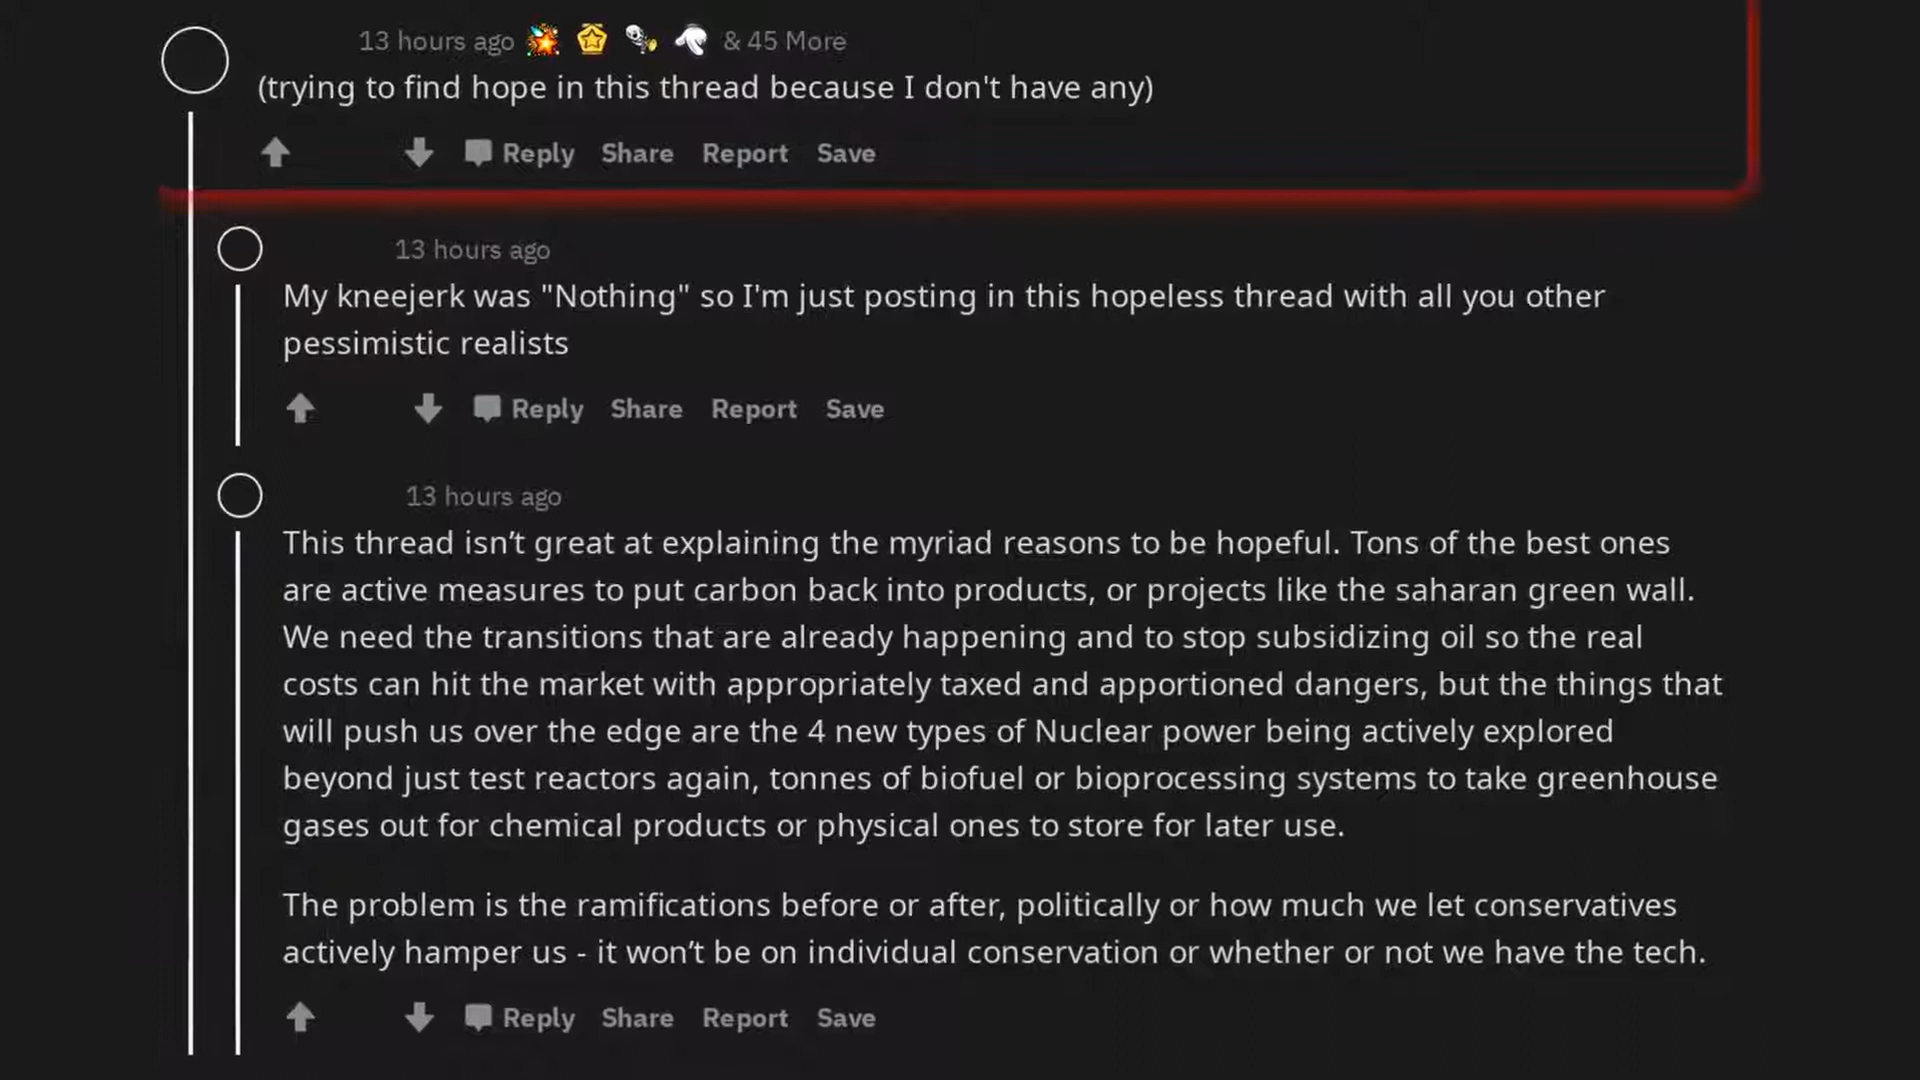 13 hours ago & 45 More
(trying to find hope in this thread because I don't have any)
Reply Share Report Save
13 hours ago
My kneejerk was "Nothing" so I'm just posting in this hopeless thread with all you other
pessimistic realists
Reply Share Report Save
13 hours ago
This thread isn’t great at explaining the myriad reasons to be hopeful. Tons of the best ones
are active measures to put carbon back into products, or projects like the saharan green wall.
We need the transitions that are already happening and to stop subsidizing oil so the real
costs can hit the market with appropriately taxed and apportioned dangers, but the things that
will push us over the edge are the 4 new types of Nuclear power being actively explored
beyond just test reactors again, tonnes of biofuel or bioprocessing systems to take greenhouse
gases out for chemical products or physical ones to store for later use.
The problem is the ramifications before or after, politically or how much we let conservatives
actively hamper us - it won’t be on individual conservation or whether or not we have the tech.
Reply Share Report Save